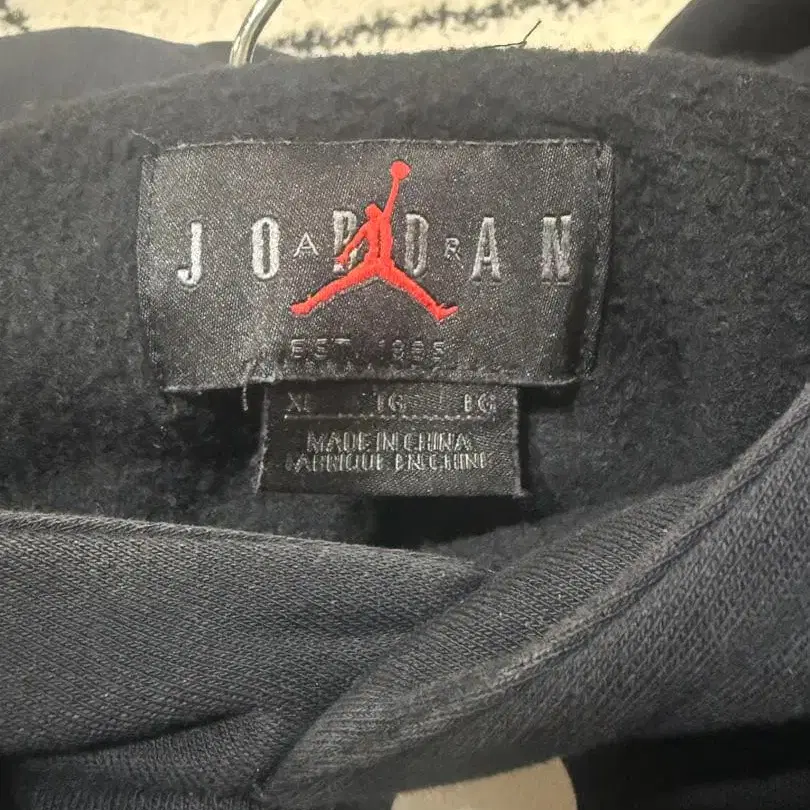 JORDAN
AIR
EST. 1985
XL TG EG
MADE IN CHINA
FABRIQUE EN CHINE